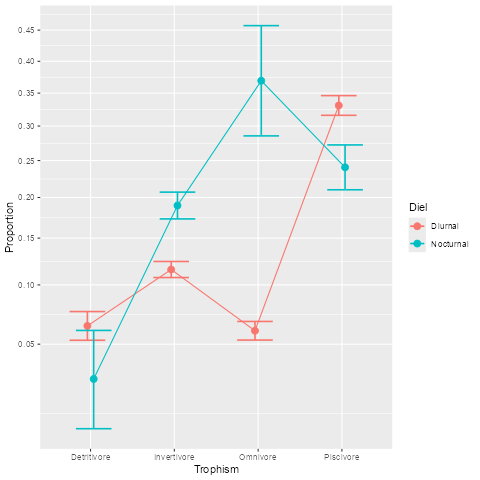 0.45
0.40
0.35
0.30
0.25
0.20
0.15
0.10
0.05
Proportion
Detritivore Invertivore Omnivore Piscivore
Trophism
Diel
Diurnal
Nocturnal